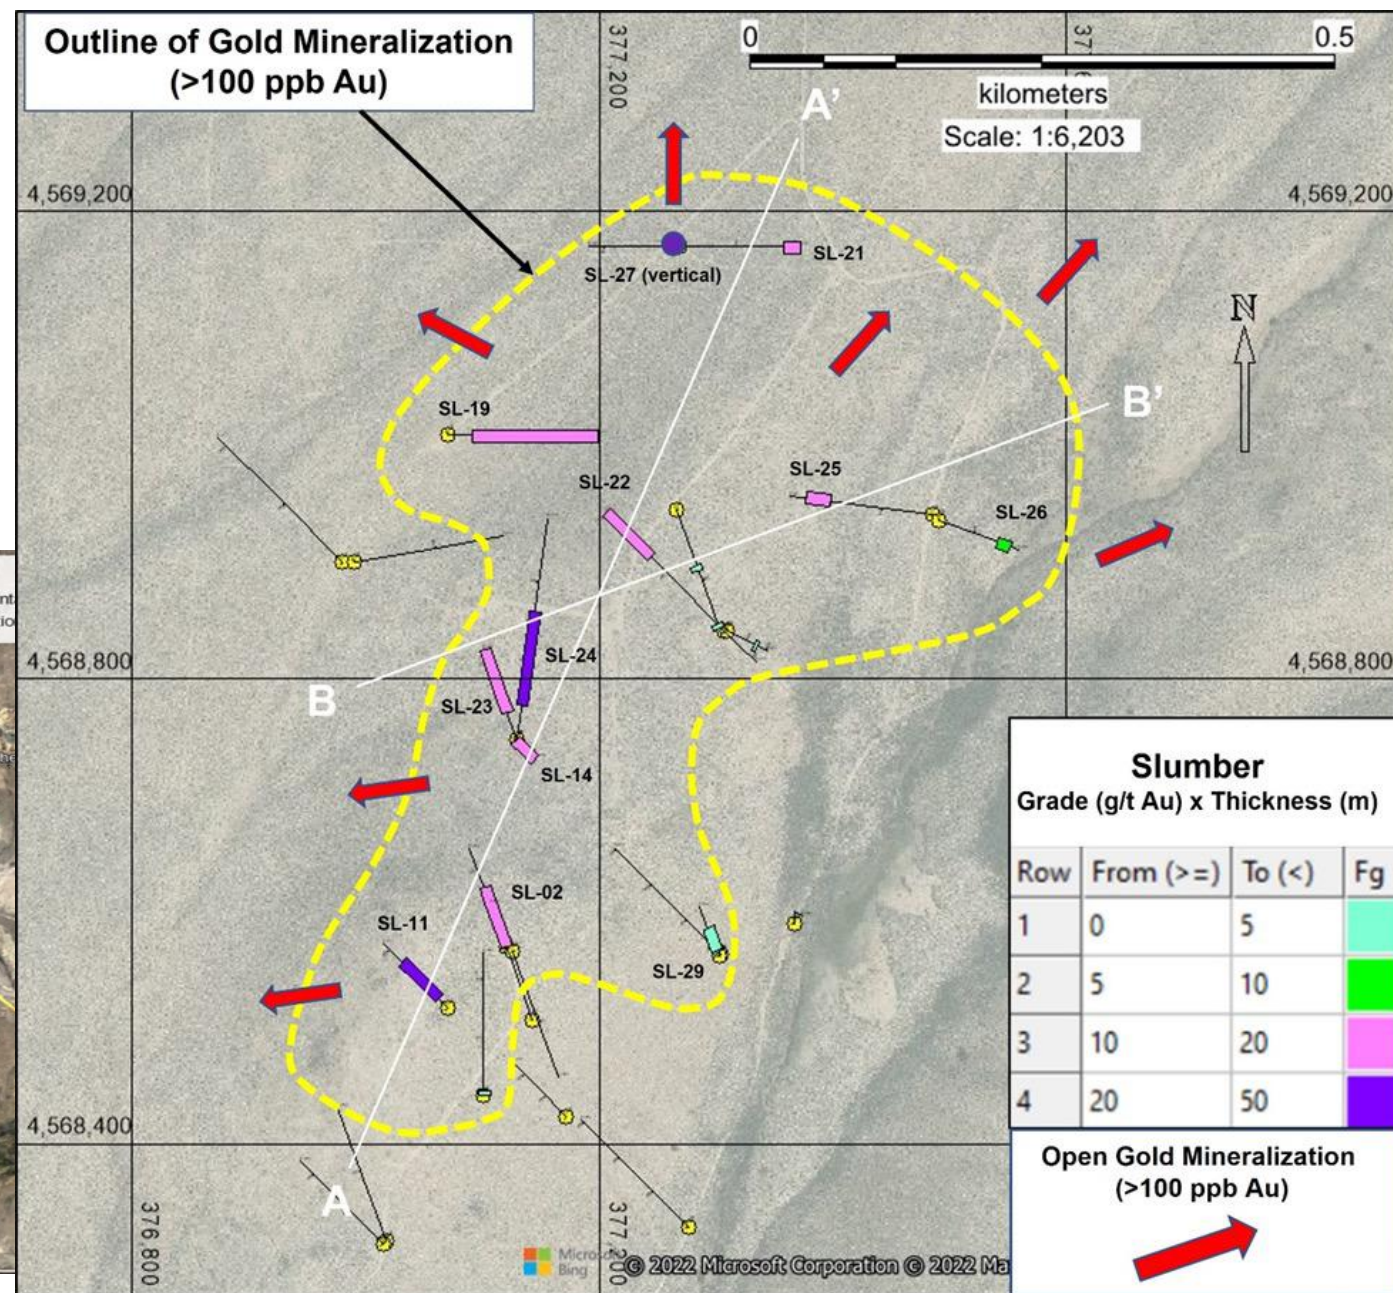 Outline of Gold Mineralization
(>100 ppb Au)
377,200
0
0.5
kilometers
Scale: 1:6,203
A'
4,569,200
4,569,200
SL-27 (vertical)
SL-21
N
B'
SL-19
SL-22
SL-25
SL-26
4,568,800
4,568,800
SL-24
B
SL-23
SL-14
SL-02
SL-11
SL-29
4,568,400
A
376,800
377,200
Slumber
Grade (g/t Au) x Thickness (m)
Row From (>=) To (<) Fg
1 0 5
2 5 10
3 10 20
4 20 50
Open Gold Mineralization
(>100 ppb Au)
Bing
© 2022 Microsoft Corporation © 2022